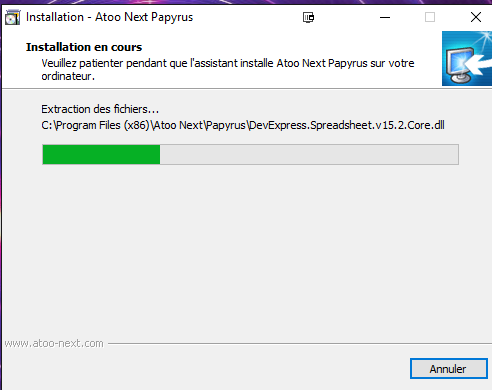 Installation - Atoo Next Papyrus
Installation en cours
Veuillez patienter pendant que l'assistant installe Atoo Next Papyrus sur votre
ordinateur.
Extraction des fichiers...
C:\Program Files (x86)\Atoo Next\Papyrus\DevExpress.Spreadsheet.v15.2.Core.dll
www.atoo-next.com
Annuler